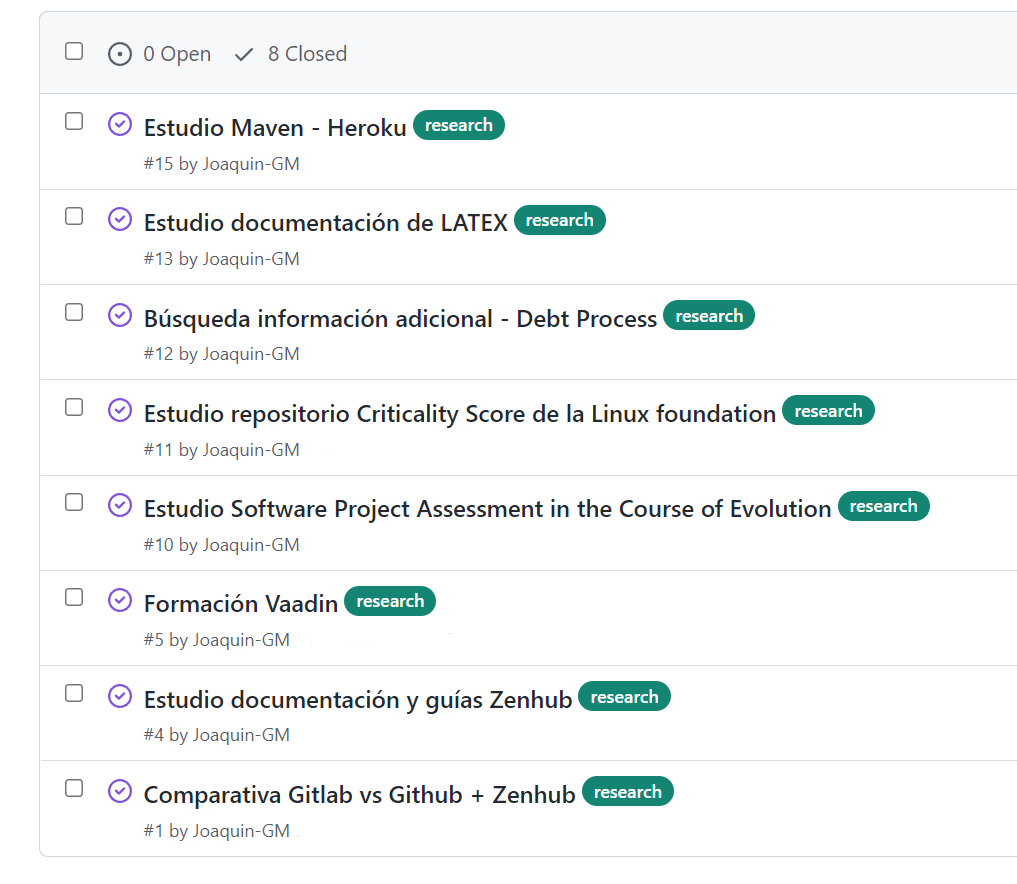 0 Open 8 Closed
Estudio Maven - Heroku research
#15 by Joaquin-GM
Estudio documentación de LATEX research
#13 by Joaquin-GM
Búsqueda información adicional - Debt Process research
#12 by Joaquin-GM
Estudio repositorio Criticality Score de la Linux foundation research
#11 by Joaquin-GM
Estudio Software Project Assessment in the Course of Evolution research
#10 by Joaquin-GM
Formación Vaadin research
#5 by Joaquin-GM
Estudio documentación y guías Zenhub research
#4 by Joaquin-GM
Comparativa Gitlab vs Github + Zenhub research
#1 by Joaquin-GM